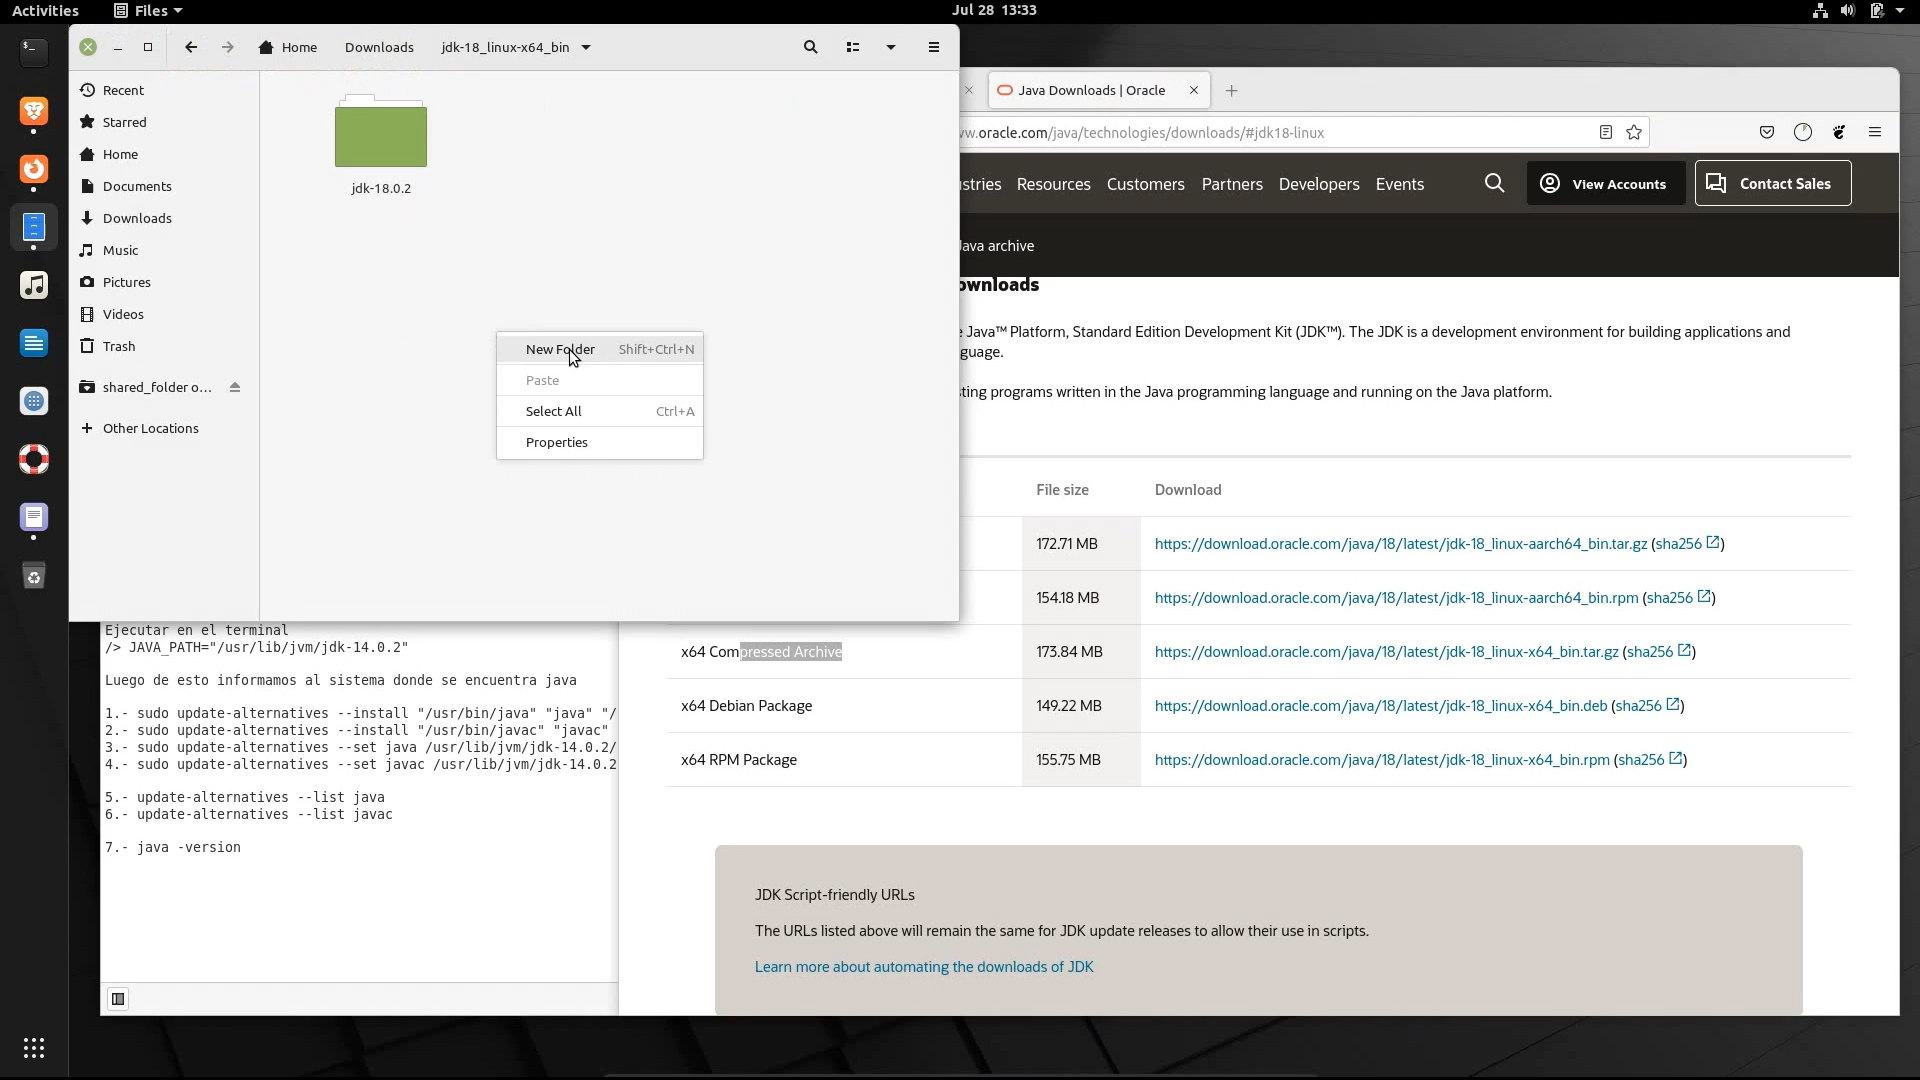 Activities
Files
Jul 28 13:33
Home
Downloads
jdk-18_linux-x64_bin
Recent
Starred
Home
Documents
Downloads
Music
Pictures
Videos
Trash
shared_folder o...
Other Locations
jdk-18.0.2
New Folder Shift+Ctrl+N
Paste
Select All Ctrl+A
Properties
Java Downloads | Oracle
w.oracle.com/java/technologies/downloads/#jdk18-linux
stries
Resources
Customers
Partners
Developers
Events
View Accounts
Contact Sales
Java archive
ownloads
e Java™ Platform, Standard Edition Development Kit (JDK™). The JDK is a development environment for building applications and
guage.
sting programs written in the Java programming language and running on the Java platform.
File size Download
172.71 MB https://download.oracle.com/java/18/latest/jdk-18_linux-aarch64_bin.tar.gz (sha256)
154.18 MB https://download.oracle.com/java/18/latest/jdk-18_linux-aarch64_bin.rpm (sha256)
x64 Compressed Archive 173.84 MB https://download.oracle.com/java/18/latest/jdk-18_linux-x64_bin.tar.gz (sha256)
x64 Debian Package 149.22 MB https://download.oracle.com/java/18/latest/jdk-18_linux-x64_bin.deb (sha256)
x64 RPM Package 155.75 MB https://download.oracle.com/java/18/latest/jdk-18_linux-x64_bin.rpm (sha256)
JDK Script-friendly URLs
The URLs listed above will remain the same for JDK update releases to allow their use in scripts.
Learn more about automating the downloads of JDK
Ejecutar en el terminal
/> JAVA_PATH="/usr/lib/jvm/jdk-14.0.2"
Luego de esto informamos al sistema donde se encuentra java
1.- sudo update-alternatives --install "/usr/bin/java" "java" "/
2.- sudo update-alternatives --install "/usr/bin/javac" "javac"
3.- sudo update-alternatives --set java /usr/lib/jvm/jdk-14.0.2/
4.- sudo update-alternatives --set javac /usr/lib/jvm/jdk-14.0.2
5.- update-alternatives --list java
6.- update-alternatives --list javac
7.- java -version